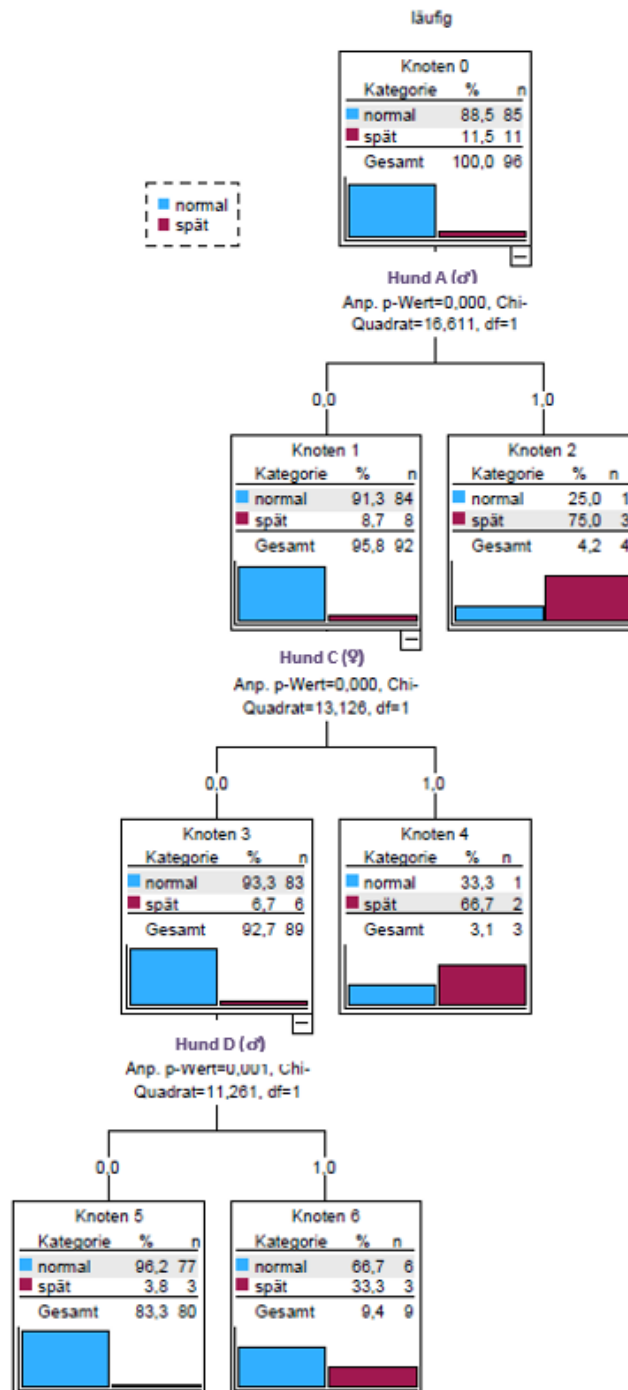 läufig
Knoten 0
Kategorie % n
normal 88,5 85
spät 11,5 11
Gesamt 100,0 96
normal
spät
Hund A (♂)
Anp. p-Wert=0,000, Chi-
Quadrat=16,611, df=1
0,0 1,0
Knoten 1
Kategorie % n
normal 91,3 84
spät 8,7 8
Gesamt 95,8 92
Knoten 2
Kategorie % n
normal 25,0 1
spät 75,0 3
Gesamt 4,2 4
Hund C (♀)
Anp. p-Wert=0,000, Chi-
Quadrat=13,126, df=1
0,0 1,0
Knoten 3
Kategorie % n
normal 93,3 83
spät 6,7 6
Gesamt 92,7 89
Knoten 4
Kategorie % n
normal 33,3 1
spät 66,7 2
Gesamt 3,1 3
Hund D (♂)
Anp. p-Wert=0,001, Chi-
Quadrat=11,261, df=1
0,0 1,0
Knoten 5
Kategorie % n
normal 96,2 77
spät 3,8 3
Gesamt 83,3 80
Knoten 6
Kategorie % n
normal 66,7 6
spät 33,3 3
Gesamt 9,4 9